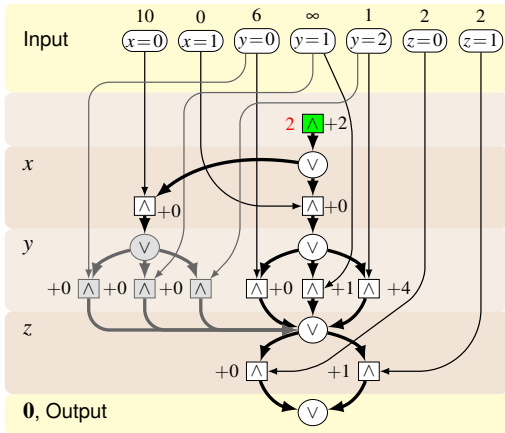 10 0 6 ∞ 1 2 2
Input x=0 x=1 y=0 y=1 y=2 z=0 z=1
2 ∧ +2
x ∨
∧ +0 ∧ +0
y ∨ ∨
+0 ∧ +0 ∧ +0 ∧ ∧ +0 ∧ +1 ∧ +4
z ∨
+0 ∧ +1 ∧
0, Output ∨